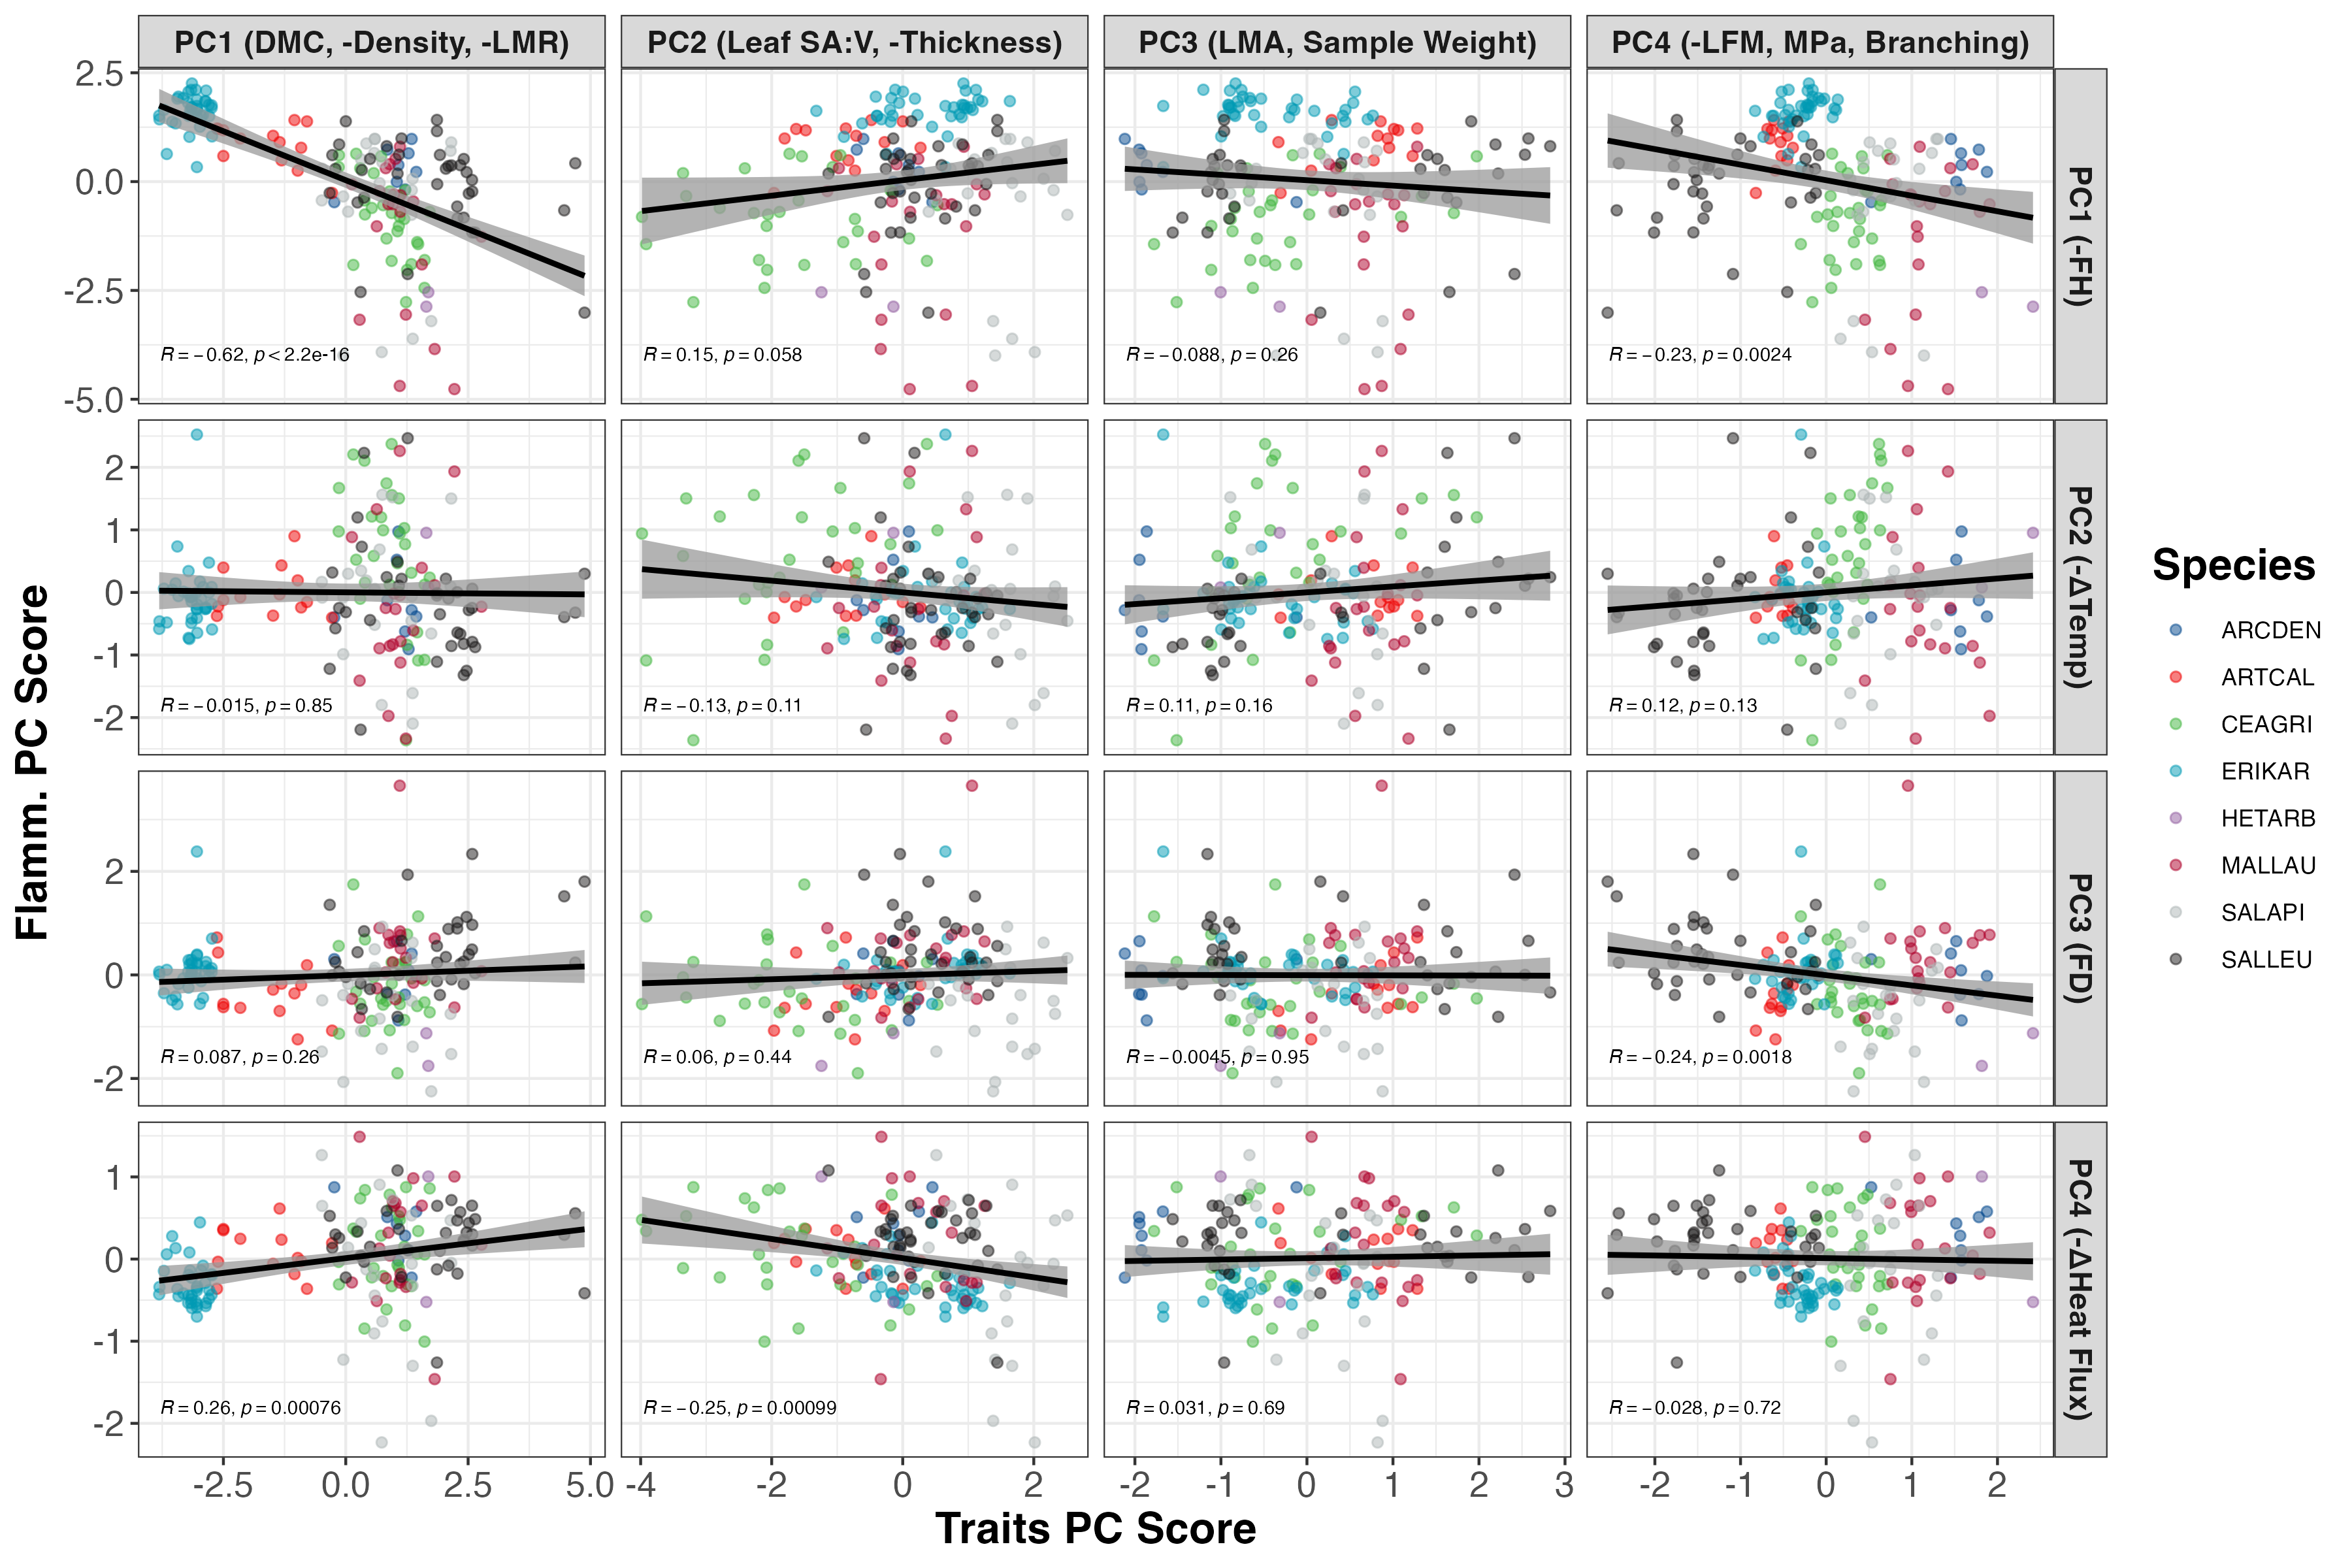 PC1 (DMC, -Density, -LMR)
PC2 (Leaf SA:V, -Thickness)
PC3 (LMA, Sample Weight)
PC4 (-LFM, MPa, Branching)
2.5
0.0
-2.5
-5.0
R = −0.62, p < 2.2e-16
R = 0.15, p = 0.058
R = −0.088, p = 0.26
R = −0.23, p = 0.0024
PC1 (-FH)
2
1
0
-1
-2
R = −0.015, p = 0.85
R = −0.13, p = 0.11
R = 0.11, p = 0.16
R = 0.12, p = 0.13
PC2 (-ΔTemp)
2
0
-2
R = 0.087, p = 0.26
R = 0.06, p = 0.44
R = −0.0045, p = 0.95
R = −0.24, p = 0.0018
PC3 (FD)
1
0
-1
-2
R = 0.26, p = 0.00076
R = −0.25, p = 0.00099
R = 0.031, p = 0.69
R = −0.028, p = 0.72
PC4 (-ΔHeat Flux)
-2.5 0.0 2.5 5.0
-4 -2 0 2
-2 -1 0 1 2 3
-2 -1 0 1 2
Traits PC Score
Flamm. PC Score
Species
ARCDEN
ARTCAL
CEAGRI
ERIKAR
HETARB
MALLAU
SALAPI
SALLEU